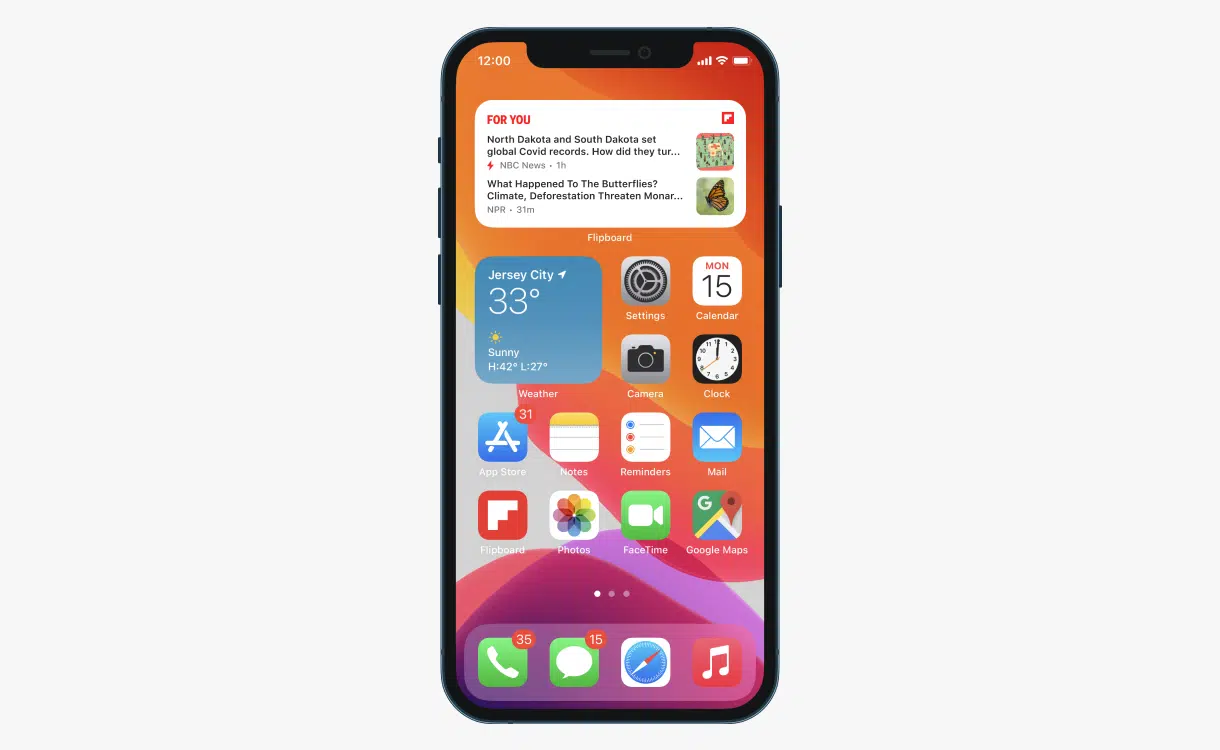 12:00
FOR YOU
North Dakota and South Dakota set
global Covid records. How did they tur...
NBC News • 1h
What Happened To The Butterflies?
Climate, Deforestation Threaten Monar...
NPR • 31m
Flipboard
Jersey City
33°
Sunny
H:42° L:27°
Weather
Settings
MON
15
Calendar
Camera
Clock
31
App Store
Notes
Reminders
Mail
Flipboard
Photos
FaceTime
G
Google Maps
35
15